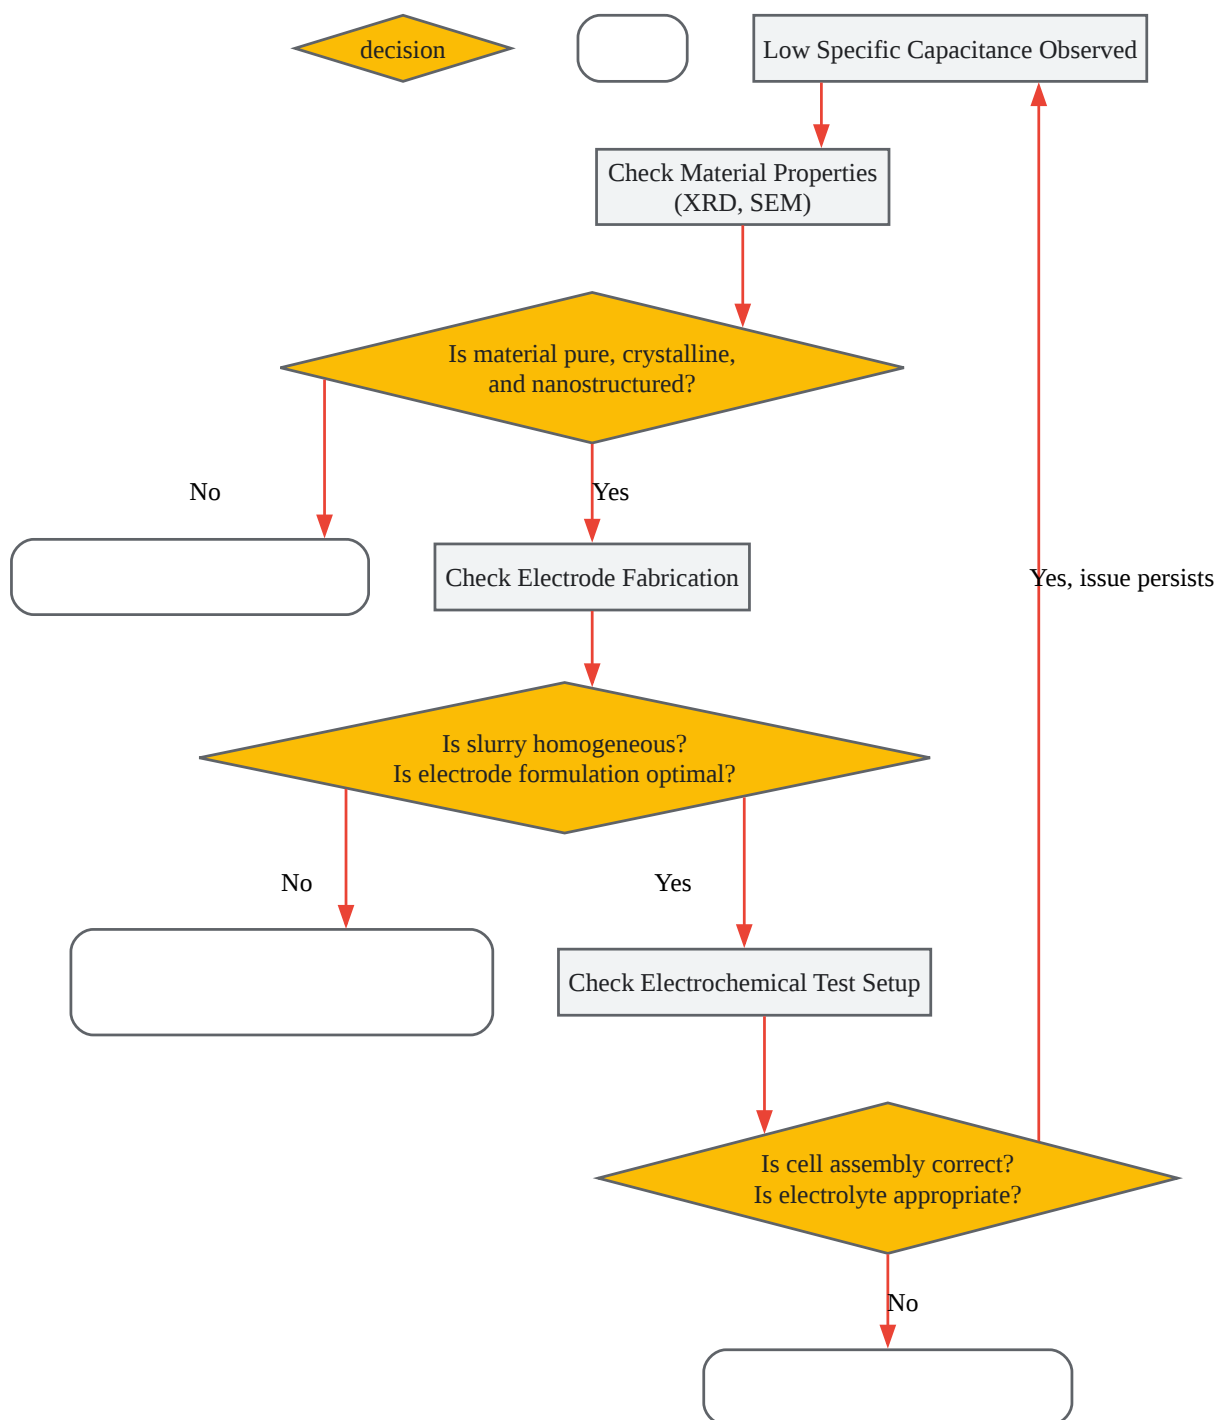 decision
Low Specific Capacitance Observed
Check Material Properties
(XRD, SEM)
Is material pure, crystalline,
and nanostructured?
No
Yes
Check Electrode Fabrication
Yes, issue persists
Is slurry homogeneous?
Is electrode formulation optimal?
No
Yes
Check Electrochemical Test Setup
Is cell assembly correct?
Is electrolyte appropriate?
No